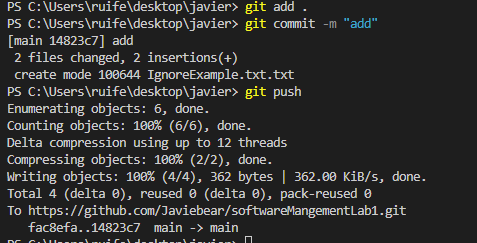 PS C:\Users\ruife\desktop\javier> git add .
PS C:\Users\ruife\desktop\javier> git commit -m "add"
[main 14823c7] add
2 files changed, 2 insertions(+)
create mode 100644 IgnoreExample.txt.txt
PS C:\Users\ruife\desktop\javier> git push
Enumerating objects: 6, done.
Counting objects: 100% (6/6), done.
Delta compression using up to 12 threads
Compressing objects: 100% (2/2), done.
Writing objects: 100% (4/4), 362 bytes | 362.00 KiB/s, done.
Total 4 (delta 0), reused 0 (delta 0), pack-reused 0
To https://github.com/Javiebear/softwareMangementLab1.git
fac8efa..14823c7  main -> main
PS C:\Users\ruife\desktop\javier>